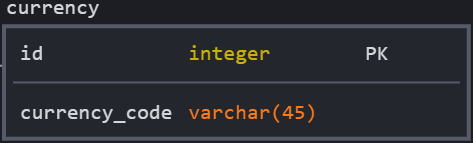 currency
id integer PK
currency_code varchar(45)